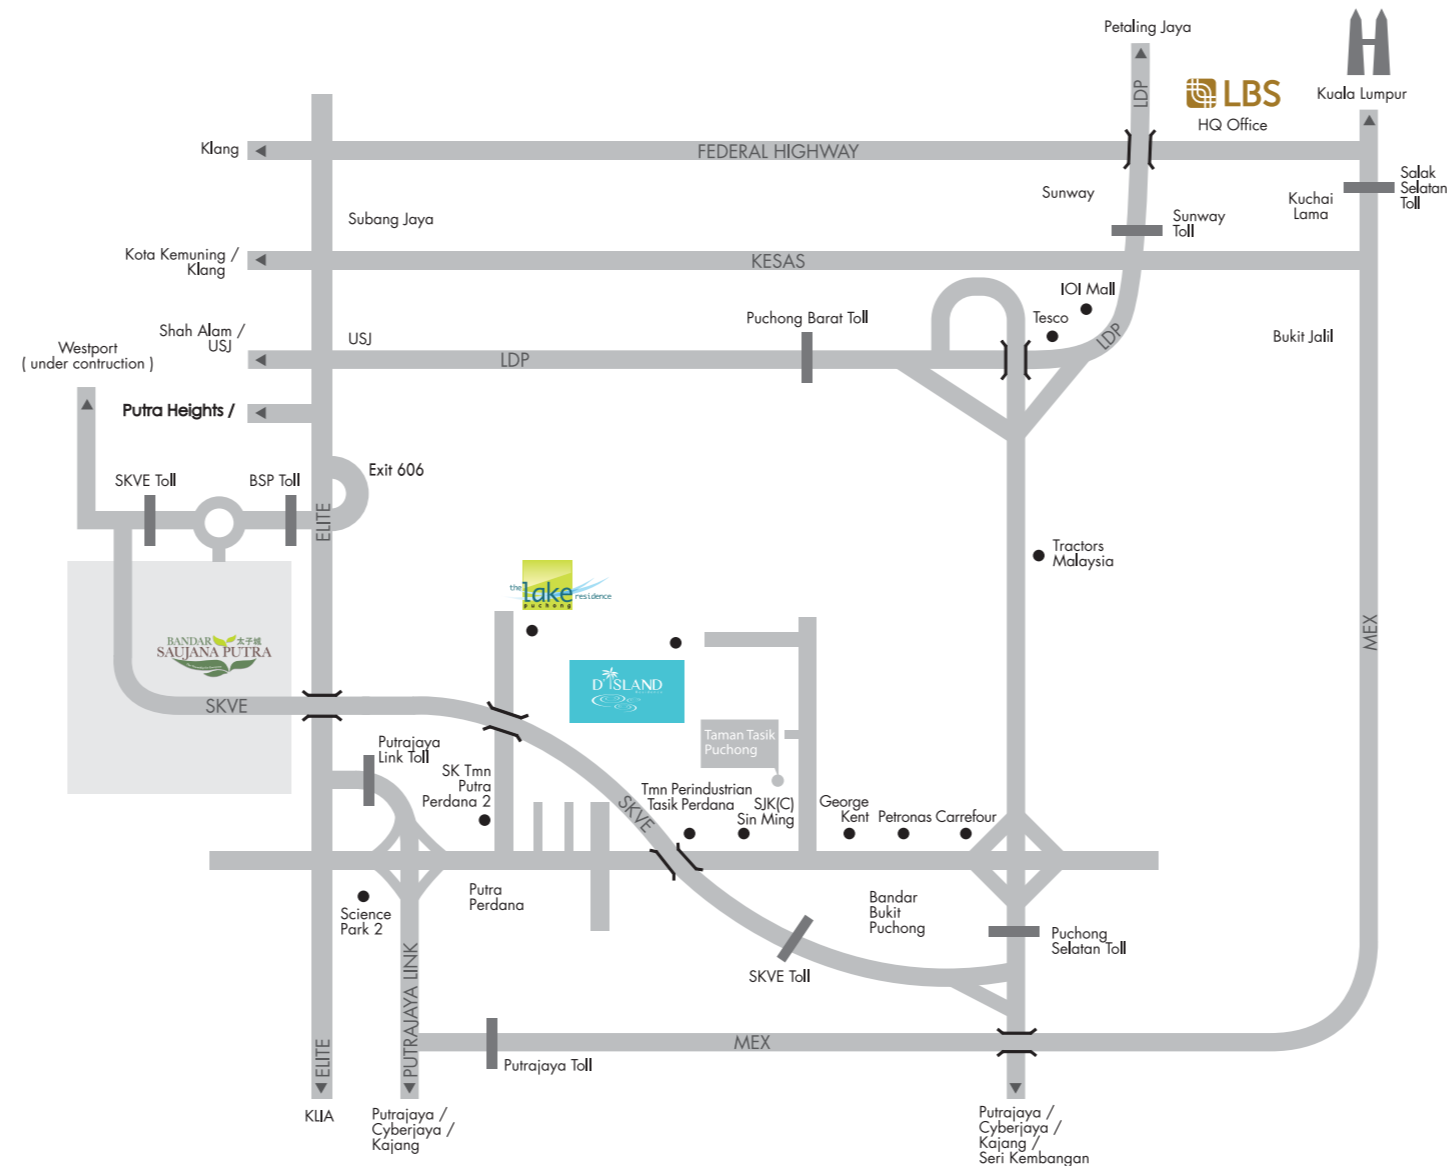 Petaling Jaya
LDP
LBS
HQ Office
Kuala Lumpur
Klang
FEDERAL HIGHWAY
Salak
Selatan
Toll
Sunway
Kuchai
Lama
Subang Jaya
Sunway
Toll
Kota Kemuning /
Klang
KESAS
IOI Mall
Tesco
Puchong Barat Toll
Shah Alam /
USJ
USJ
LDP
LDP
Bukit Jalil
Westport
( under contruction )
Putra Heights /
Exit 606
SKVE Toll
BSP Toll
ELITE
Tractors
Malaysia
the lake residence
puchong
BANDAR 太子城
SAUJANA PUTRA
MEX
D'ISLAND
SKVE
Taman Tasik
Puchong
Putrajaya
Link Toll
SK Tmn
Putra
Perdana 2
SKVE
Tmn Perindustrian
Tasik Perdana
SJK(C)
Sin Ming
George
Kent
Petronas
Carrefour
Science
Park 2
Putra
Perdana
Bandar
Bukit
Puchong
Puchong
Selatan Toll
SKVE Toll
PUTRAJAYA LINK
ELITE
MEX
Putrajaya Toll
KLIA
Putrajaya /
Cyberjaya /
Kajang
Putrajaya /
Cyberjaya /
Kajang /
Seri Kembangan